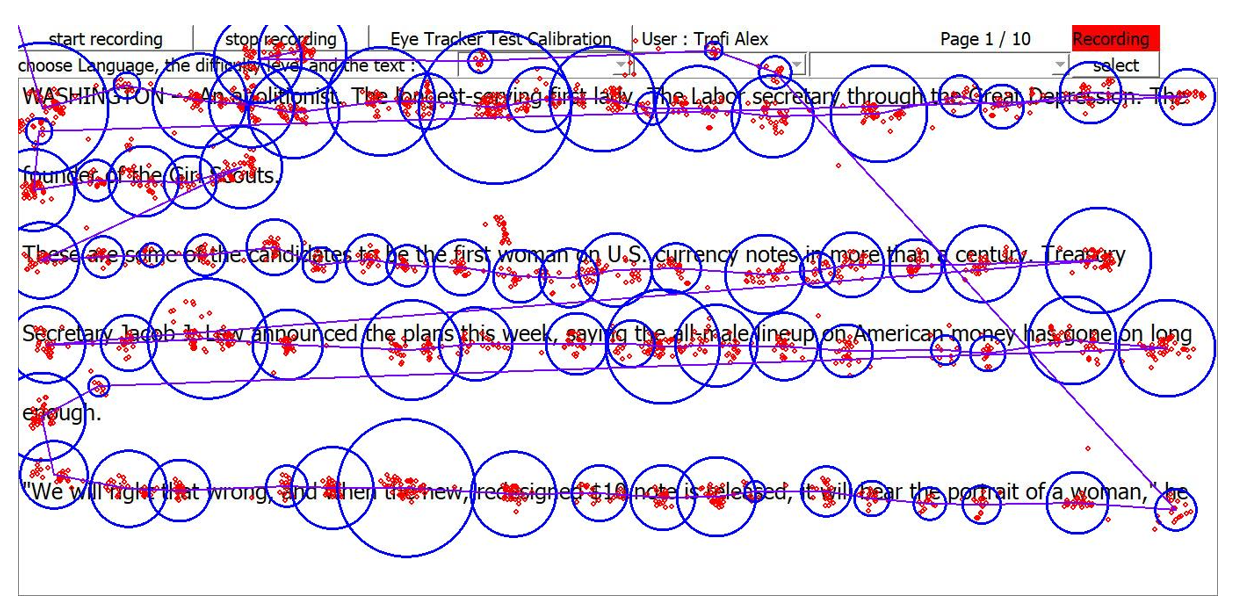 start recording stop recording Eye Tracker Test Calibration User : Trofi Alex Page 1 / 10 Recording
choose Language, the difficulty level and the text : select
WASHINGTON — An abolitionist. The longest-serving first lady. The Labor secretary through the Great Depression. The
founder of the Girl Scouts.
These are some of the candidates to be the first woman on U.S. currency notes in more than a century. Treasury
Secretary Jacob J. Lew announced the plans this week, saying the all-male lineup on American money has gone on long
enough.
"We will right that wrong, and when the new, redesigned $10 note is released, it will bear the portrait of a woman," he